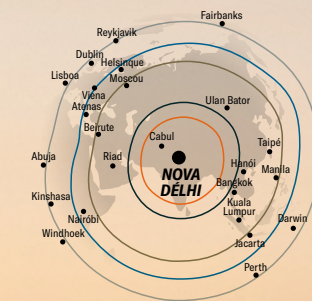 Fairbanks
Reykjavik
Dublin
Helsinque
Lisboa
Moscou
Viena
Atenas
Ulan Bator
Beirute
Cabul
Taipé
Abuja
Riad
NOVA
DÉLHI
Hanói
Manila
Bangkok
Kinshasa
Kuala
Lumpur
Nairóbi
Darwin
Windhoek
Jacarta
Perth